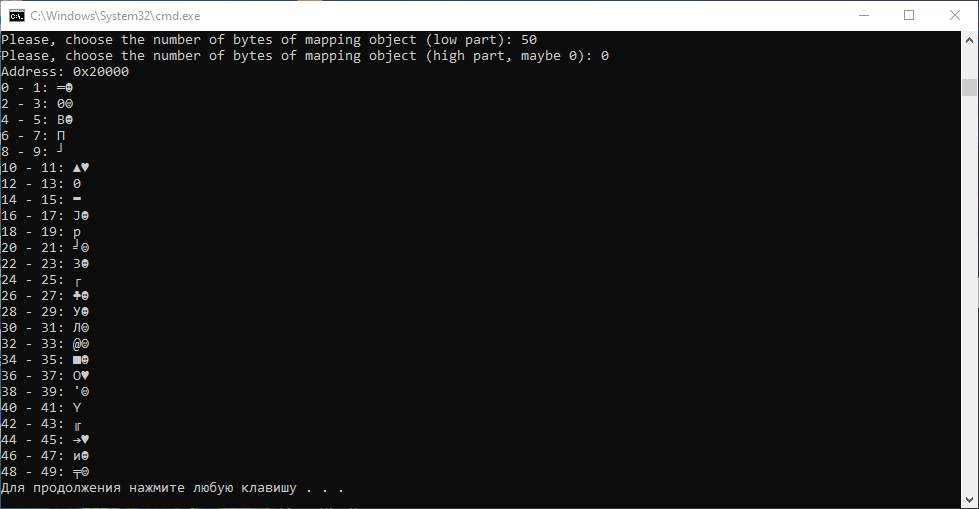 C:\Windows\System32\cmd.exe
Please, choose the number of bytes of mapping object (low part): 50
Please, choose the number of bytes of mapping object (high part, maybe 0): 0
Address: 0x20000
0 - 1: ═☻
2 - 3: 0☺
4 - 5: В☻
6 - 7: П
8 - 9: ┘
10 - 11: ▲♥
12 - 13: 0
14 - 15: ▬
16 - 17: J☻
18 - 19: р
20 - 21: ╛☺
22 - 23: З☻
24 - 25: ┌
26 - 27: ♣☻
28 - 29: У☻
30 - 31: Л☺
32 - 33: @☺
34 - 35: ■☻
36 - 37: О♥
38 - 39: '☺
40 - 41: Y
42 - 43: ╓
44 - 45: →♥
46 - 47: и☻
48 - 49: ╤☺
Для продолжения нажмите любую клавишу . . .